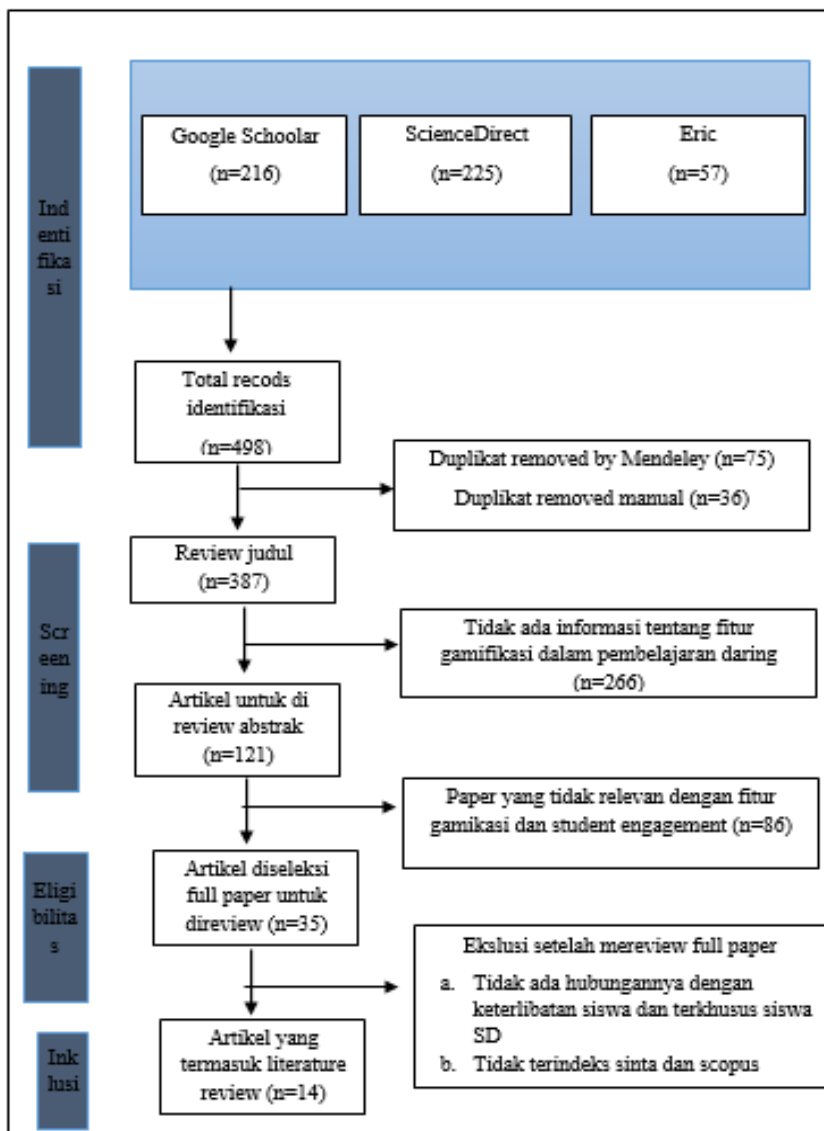 Ind
enti
fika
si
Google Schoolar
(n=216)
ScienceDirect
(n=225)
Eric
(n=57)
Total recods
identifikasi
(n=498)
Duplikat removed by Mendeley (n=75)
Duplikat removed manual (n=36)
Scr
een
ing
Review judul
(n=387)
Tidak ada informasi tentang fitur
gamifikasi dalam pembelajaran daring
(n=266)
Artikel untuk di
review abstrak
(n=121)
Paper yang tidak relevan dengan fitur
gamikasi dan student engagement (n=86)
Eligi
bilita
s
Artikel diseleksi
full paper untuk
direview (n=35)
Ekslusi setelah mereview full paper
a. Tidak ada hubungannya dengan
keterlibatan siswa dan terkhusus siswa
SD
b. Tidak terindeks sinta dan scopus
Ink
lusi
Artikel yang
termasuk literature
review (n=14)